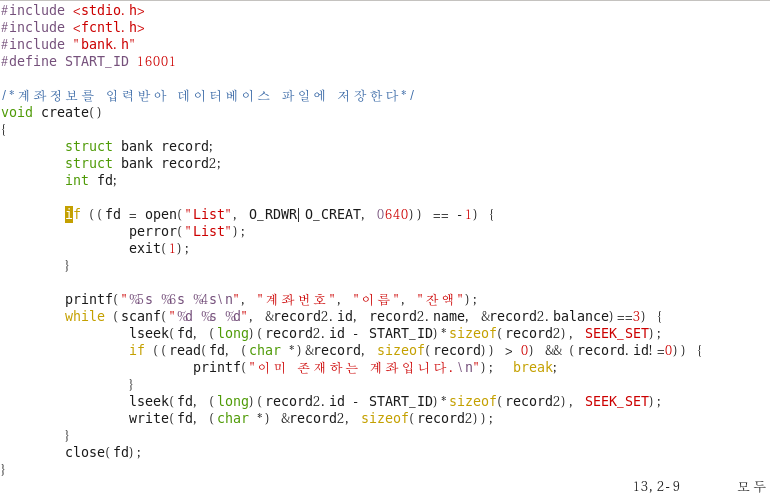 #include <stdio.h>
#include <fcntl.h>
#include "bank.h"
#define START_ID 16001

/*계좌정보를 입력받아 데이터베이스 파일에 저장한다*/
void create()
{
        struct bank record;
        struct bank record2;
        int fd;

        if ((fd = open("List", O_RDWR|O_CREAT, 0640)) == -1) {
                perror("List");
                exit(1);
        }

        printf("%5s %6s %4s\n", "계좌번호", "이름", "잔액");
        while (scanf("%d %s %d", &record2.id, record2.name, &record2.balance)==3) {
                lseek(fd, (long)(record2.id - START_ID)*sizeof(record2), SEEK_SET);
                if ((read(fd, (char *)&record, sizeof(record)) > 0) && (record.id!=0)) {
                        printf("이미 존재하는 계좌입니다.\n");  break;
                }
                lseek(fd, (long)(record2.id - START_ID)*sizeof(record2), SEEK_SET);
                write(fd, (char *) &record2, sizeof(record2));
        }
        close(fd);
}
13,2-9 모두